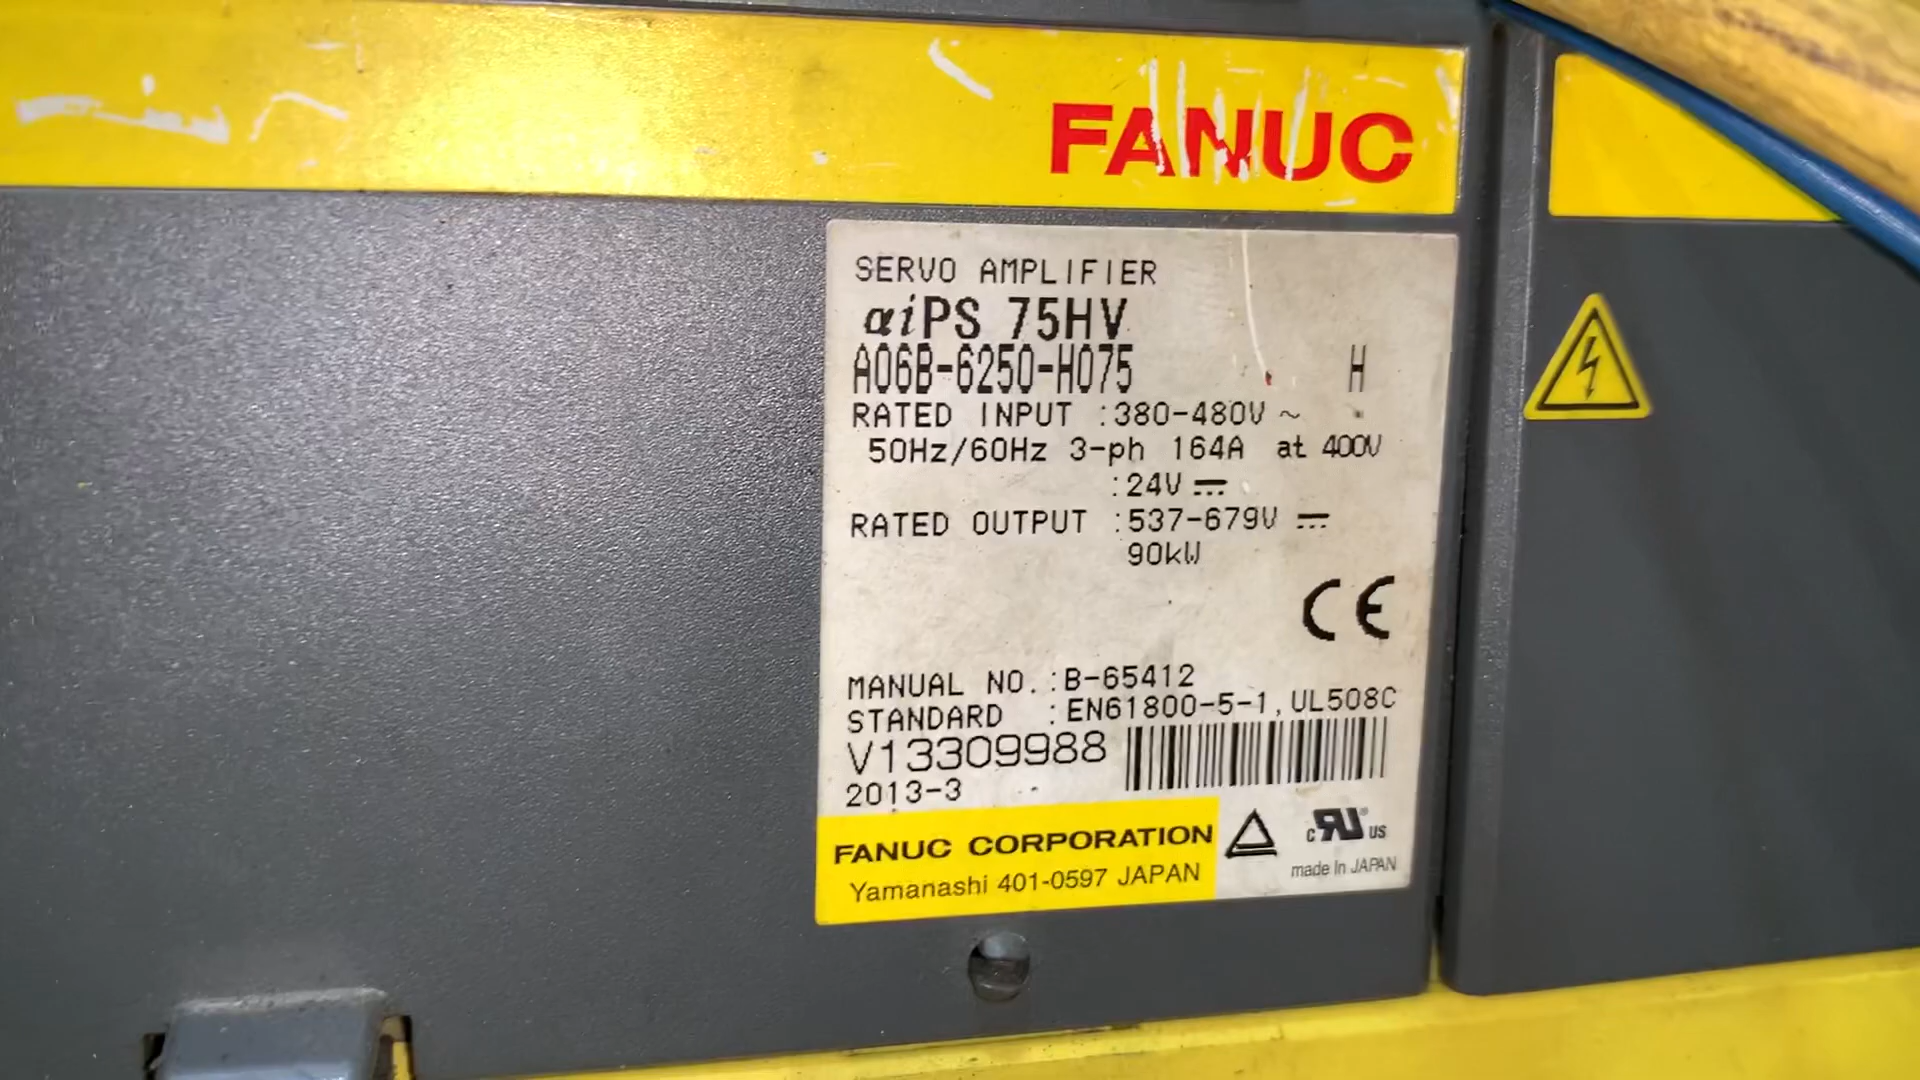 FANUC
SERVO AMPLIFIER
αiPS 75HV
A06B-6250-H075 H
RATED INPUT :380-480V ~
50Hz/60Hz 3-ph 164A at 400V
:24V ⎓
RATED OUTPUT :537-679V ⎓
90kW
CE
MANUAL NO. :B-65412
STANDARD :EN61800-5-1,UL508C
V13309988
2013-3
FANUC CORPORATION
Yamanashi 401-0597 JAPAN
c RU ® US
made In JAPAN